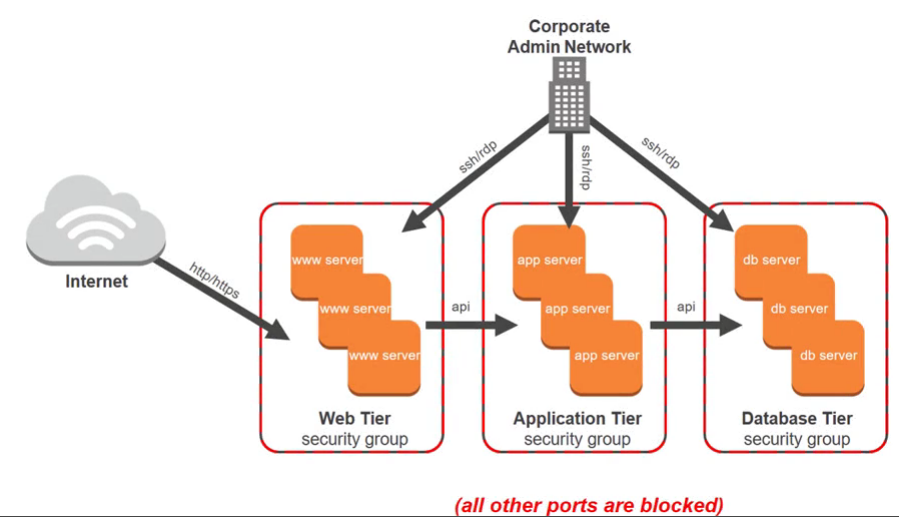 Corporate
Admin Network
ssh/rdp
ssh/rdp
ssh/rdp
Internet
http/https
www server
www server
www server
api
app server
app server
app server
api
db server
db server
db server
Web Tier
security group
Application Tier
security group
Database Tier
security group
(all other ports are blocked)